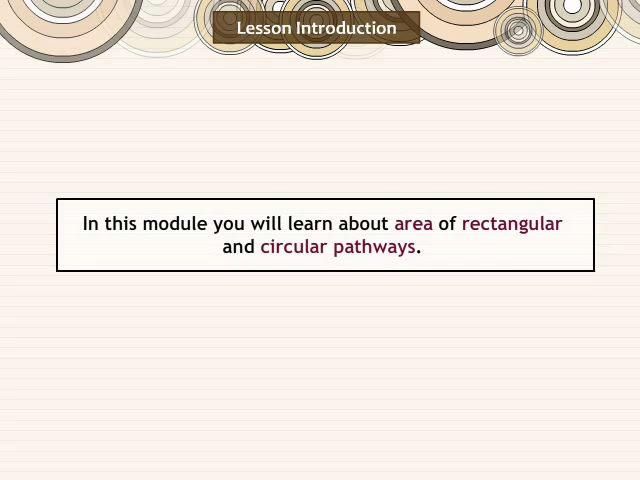 Lesson Introduction
In this module you will learn about area of rectangular
and circular pathways.